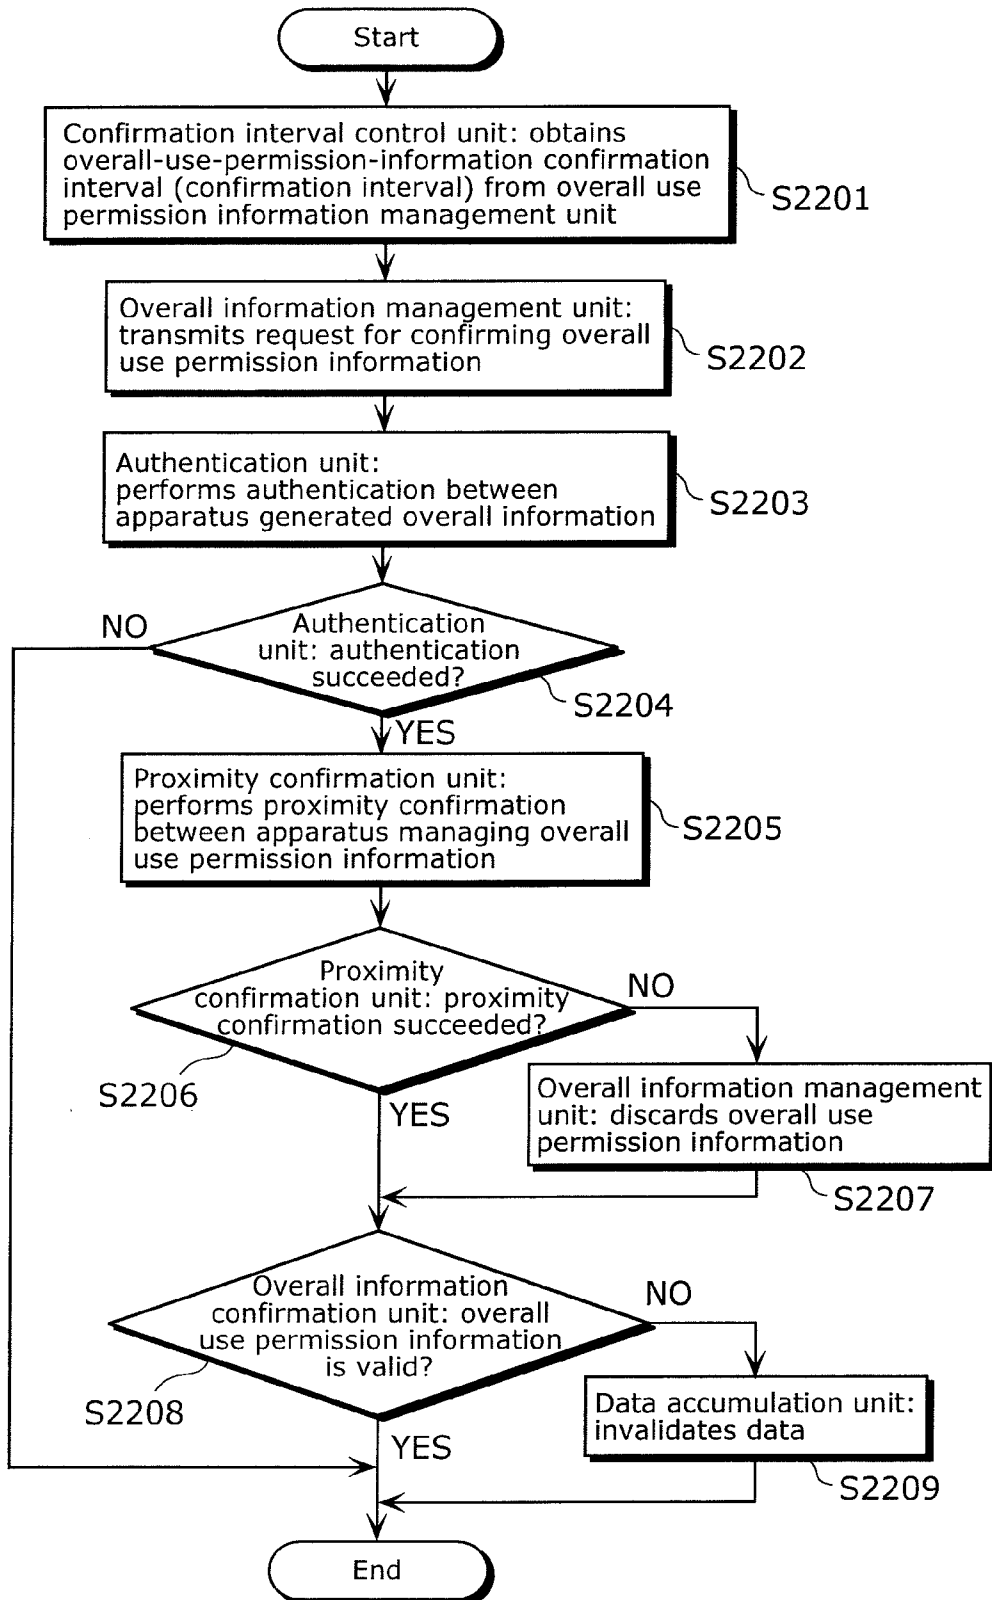 Start
Confirmation interval control unit: obtains
overall-use-permission-information confirmation
interval (confirmation interval) from overall use
permission information management unit
S2201
Overall information management unit:
transmits request for confirming overall
use permission information
S2202
Authentication unit:
performs authentication between
apparatus generated overall information
S2203
NO
Authentication
unit: authentication
succeeded?
S2204
YES
Proximity confirmation unit:
performs proximity confirmation
between apparatus managing overall
use permission information
S2205
Proximity
confirmation unit: proximity
confirmation succeeded?
NO
S2206
YES
Overall information management
unit: discards overall use
permission information
S2207
Overall information
confirmation unit: overall
use permission information
is valid?
NO
S2208
YES
Data accumulation unit:
invalidates data
S2209
End